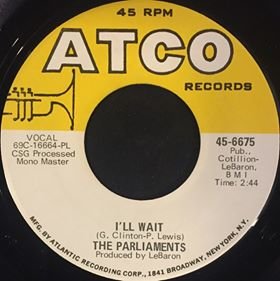 45 RPM
ATCO
RECORDS
VOCAL
69C-16664-PL
CSG Processed
Mono Master
45-6675
Pub.,
Cotillion-
LeBaron,
B M I
Time: 2:44
I'LL WAIT
(G. Clinton-P. Lewis)
THE PARLIAMENTS
Produced by LeBaron
MFG. BY ATLANTIC RECORDING CORP., 1841 BROADWAY, NEW YORK, N.Y.